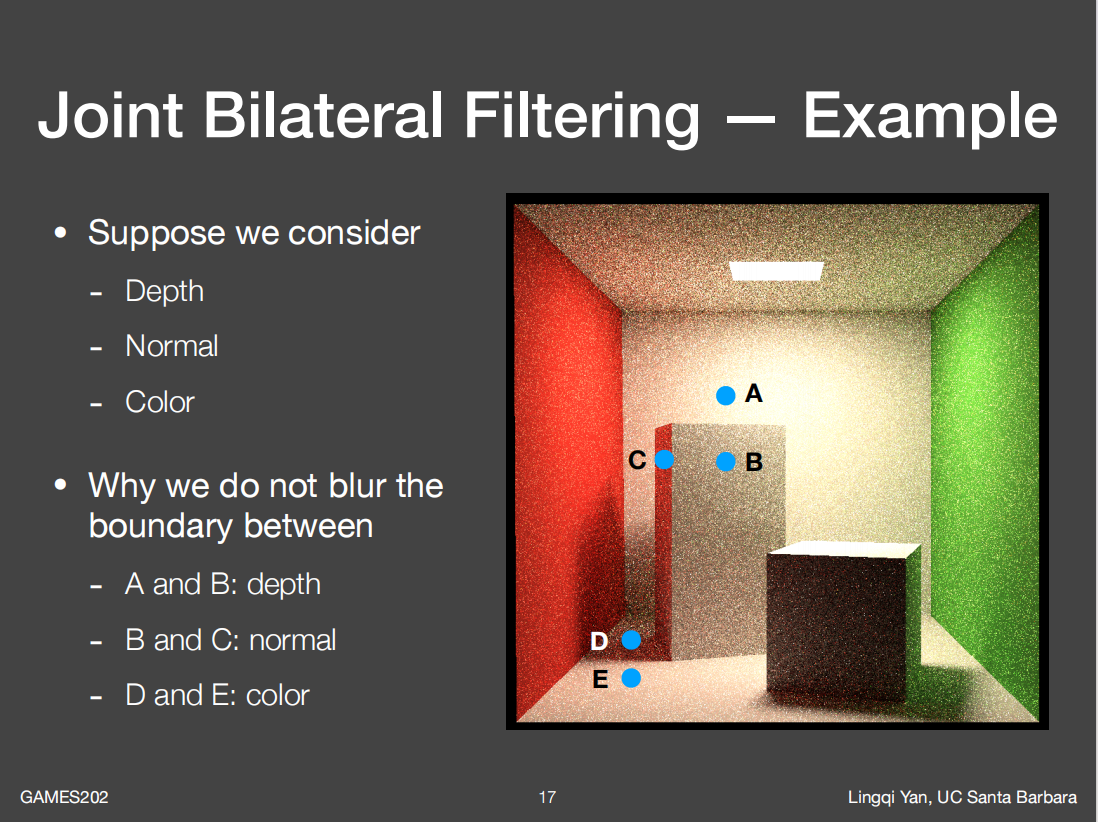 Joint Bilateral Filtering — Example
• Suppose we consider
- Depth
- Normal
- Color
• Why we do not blur the
boundary between
- A and B: depth
- B and C: normal
- D and E: color
A
C
B
D
E
GAMES202
17
Lingqi Yan, UC Santa Barbara